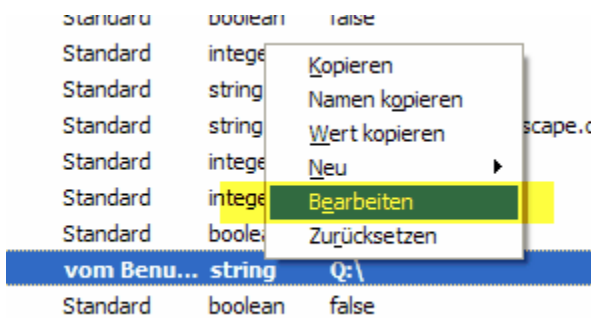 Standard boolean false
Standard intege
Standard string
Standard string scape.
Standard intege
Standard intege
Standard boole
vom Benu... string Q:\
Standard boolean false
Kopieren
Namen kopieren
Wert kopieren
Neu
Bearbeiten
Zurücksetzen